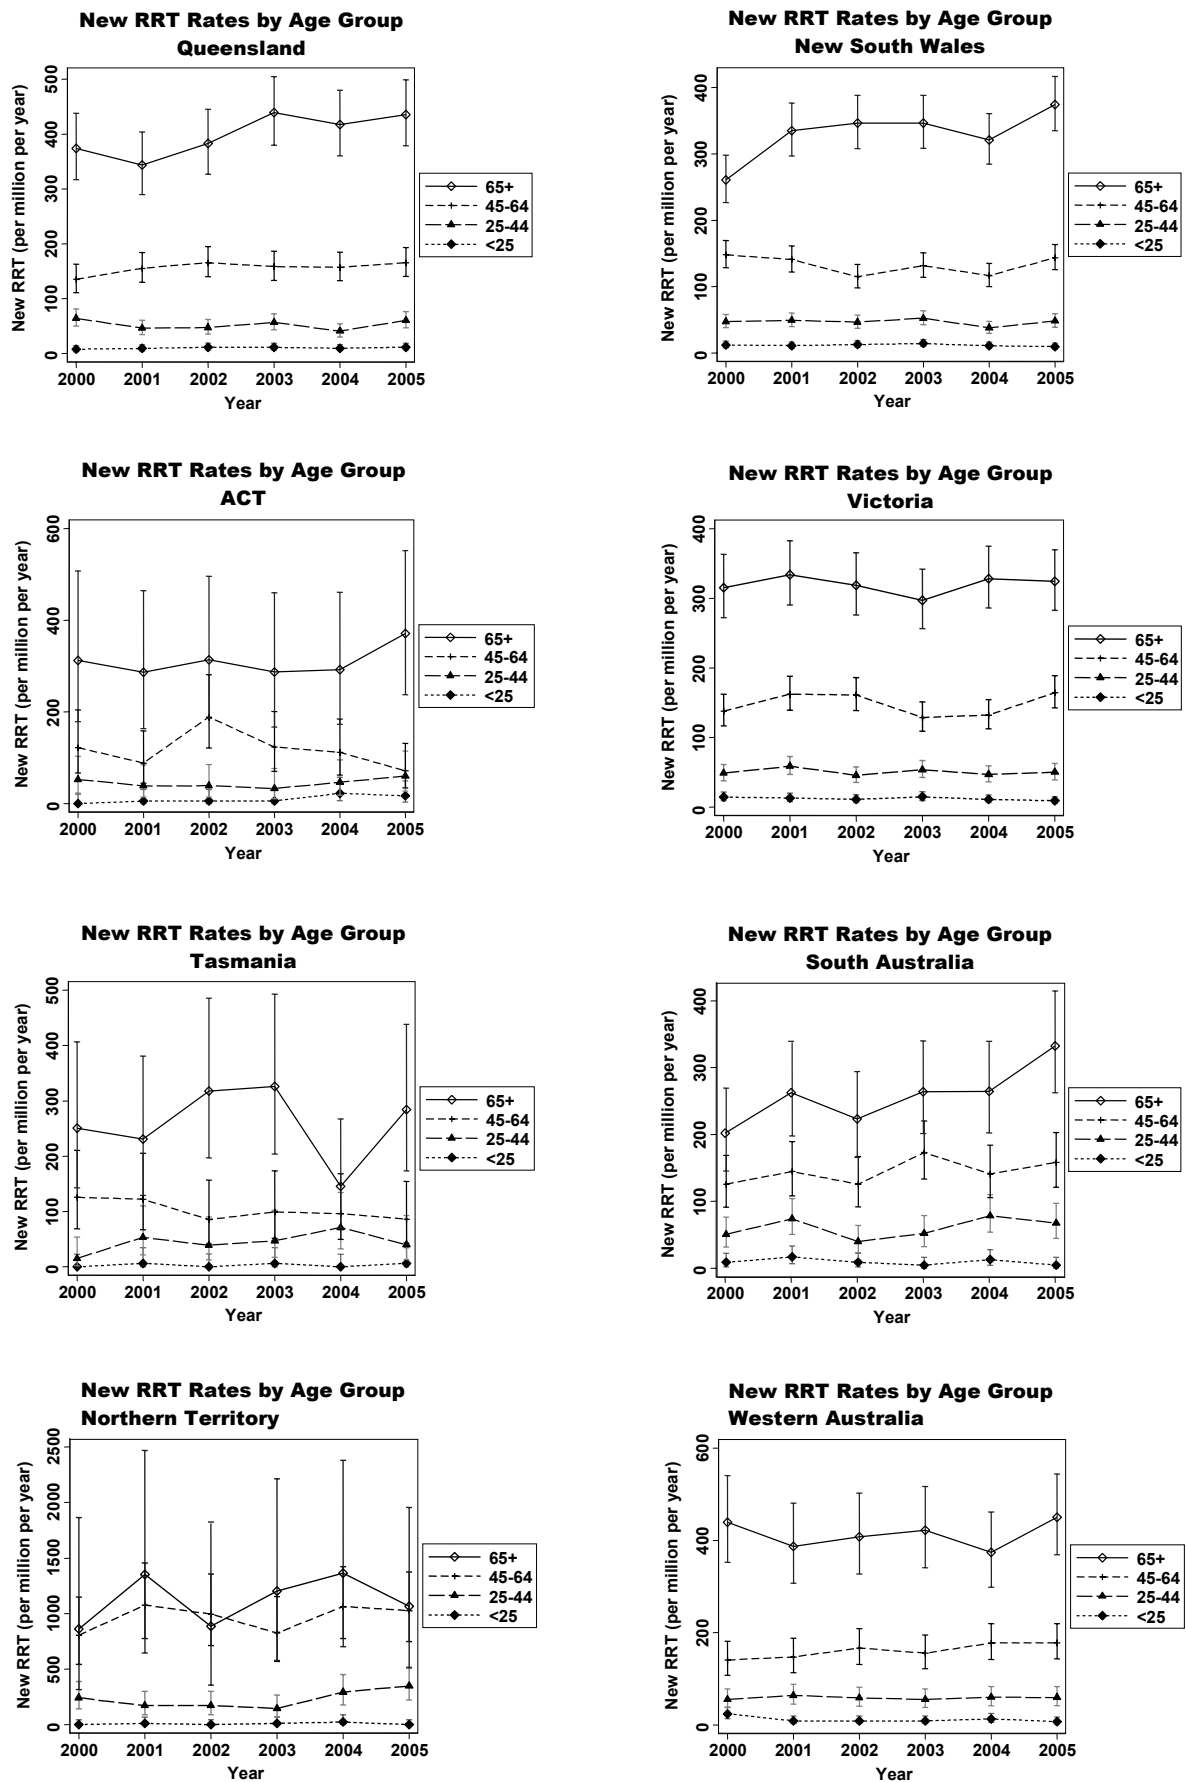 New RRT Rates by Age Group
Queensland
New RRT (per million per year)
500
400
300
200
100
0
2000 2001 2002 2003 2004 2005
Year
65+
45-64
25-44
<25
New RRT Rates by Age Group
New South Wales
New RRT (per million per year)
400
300
200
100
0
2000 2001 2002 2003 2004 2005
Year
65+
45-64
25-44
<25
New RRT Rates by Age Group
ACT
New RRT (per million per year)
600
400
200
0
2000 2001 2002 2003 2004 2005
Year
65+
45-64
25-44
<25
New RRT Rates by Age Group
Victoria
New RRT (per million per year)
400
300
200
100
0
2000 2001 2002 2003 2004 2005
Year
65+
45-64
25-44
<25
New RRT Rates by Age Group
Tasmania
New RRT (per million per year)
500
400
300
200
100
0
2000 2001 2002 2003 2004 2005
Year
65+
45-64
25-44
<25
New RRT Rates by Age Group
South Australia
New RRT (per million per year)
400
300
200
100
0
2000 2001 2002 2003 2004 2005
Year
65+
45-64
25-44
<25
New RRT Rates by Age Group
Northern Territory
New RRT (per million per year)
2500
2000
1500
1000
500
0
2000 2001 2002 2003 2004 2005
Year
65+
45-64
25-44
<25
New RRT Rates by Age Group
Western Australia
New RRT (per million per year)
600
400
200
0
2000 2001 2002 2003 2004 2005
Year
65+
45-64
25-44
<25